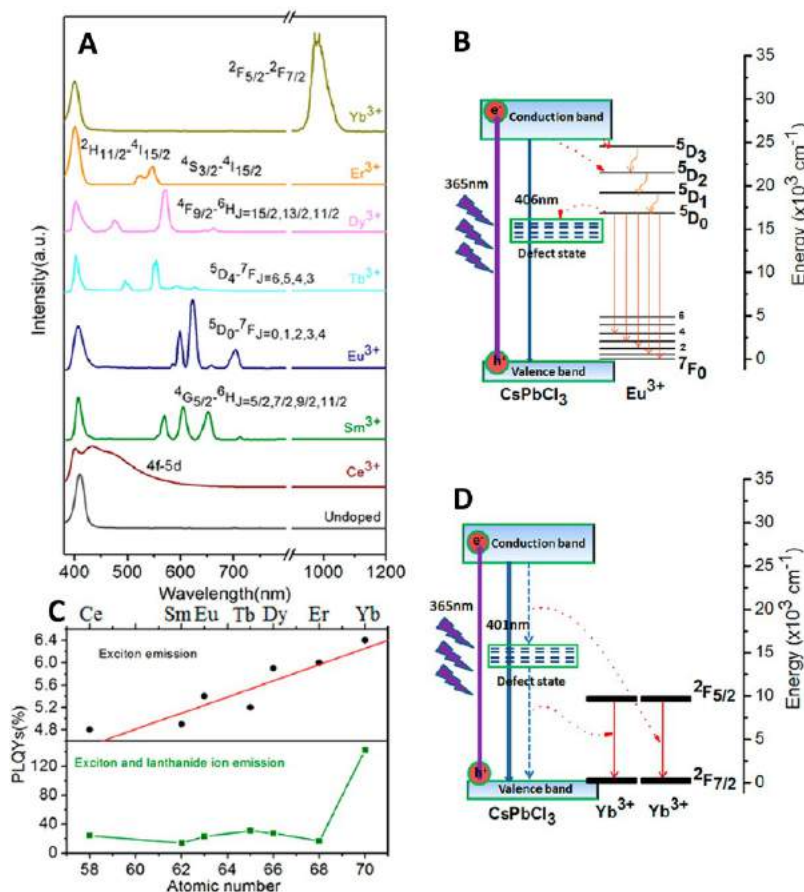 A
²F₅/₂-²F₇/₂
Yb³⁺
²H₁₁/₂-⁴I₁₅/₂
⁴S₃/₂-⁴I₁₅/₂
Er³⁺
⁴F₉/₂-⁶H_J=15/2,13/2,11/2
Dy³⁺
⁵D₄-⁷F_J=6,5,4,3
Tb³⁺
⁵D₀-⁷F_J=0,1,2,3,4
Eu³⁺
⁴G₅/₂-⁶H_J=5/2,7/2,9/2,11/2
Sm³⁺
4f-5d
Ce³⁺
Undoped
Intensity(a.u.)
400 500 600 700 1000 1200
Wavelength(nm)
B
e⁻
Conduction band
365nm
406nm
Defect state
h⁺
Valence band
CsPbCl₃
Eu³⁺
⁵D₃
⁵D₂
⁵D₁
⁵D₀
6
4
2
⁷F₀
35
30
25
20
15
10
5
0
Energy (x10³ cm⁻¹)
C
Ce Sm Eu Tb Dy Er Yb
6.4
6.0
5.6
5.2
4.8
Exciton emission
PLQYs(%)
Exciton and lanthanide ion emission
120
80
40
0
58 60 62 64 66 68 70
Atomic number
D
e⁻
Conduction band
365nm
401nm
Defect state
h⁺
Valence band
CsPbCl₃
Yb³⁺ Yb³⁺
²F₅/₂
²F₇/₂
35
30
25
20
15
10
5
0
Energy (x10³ cm⁻¹)